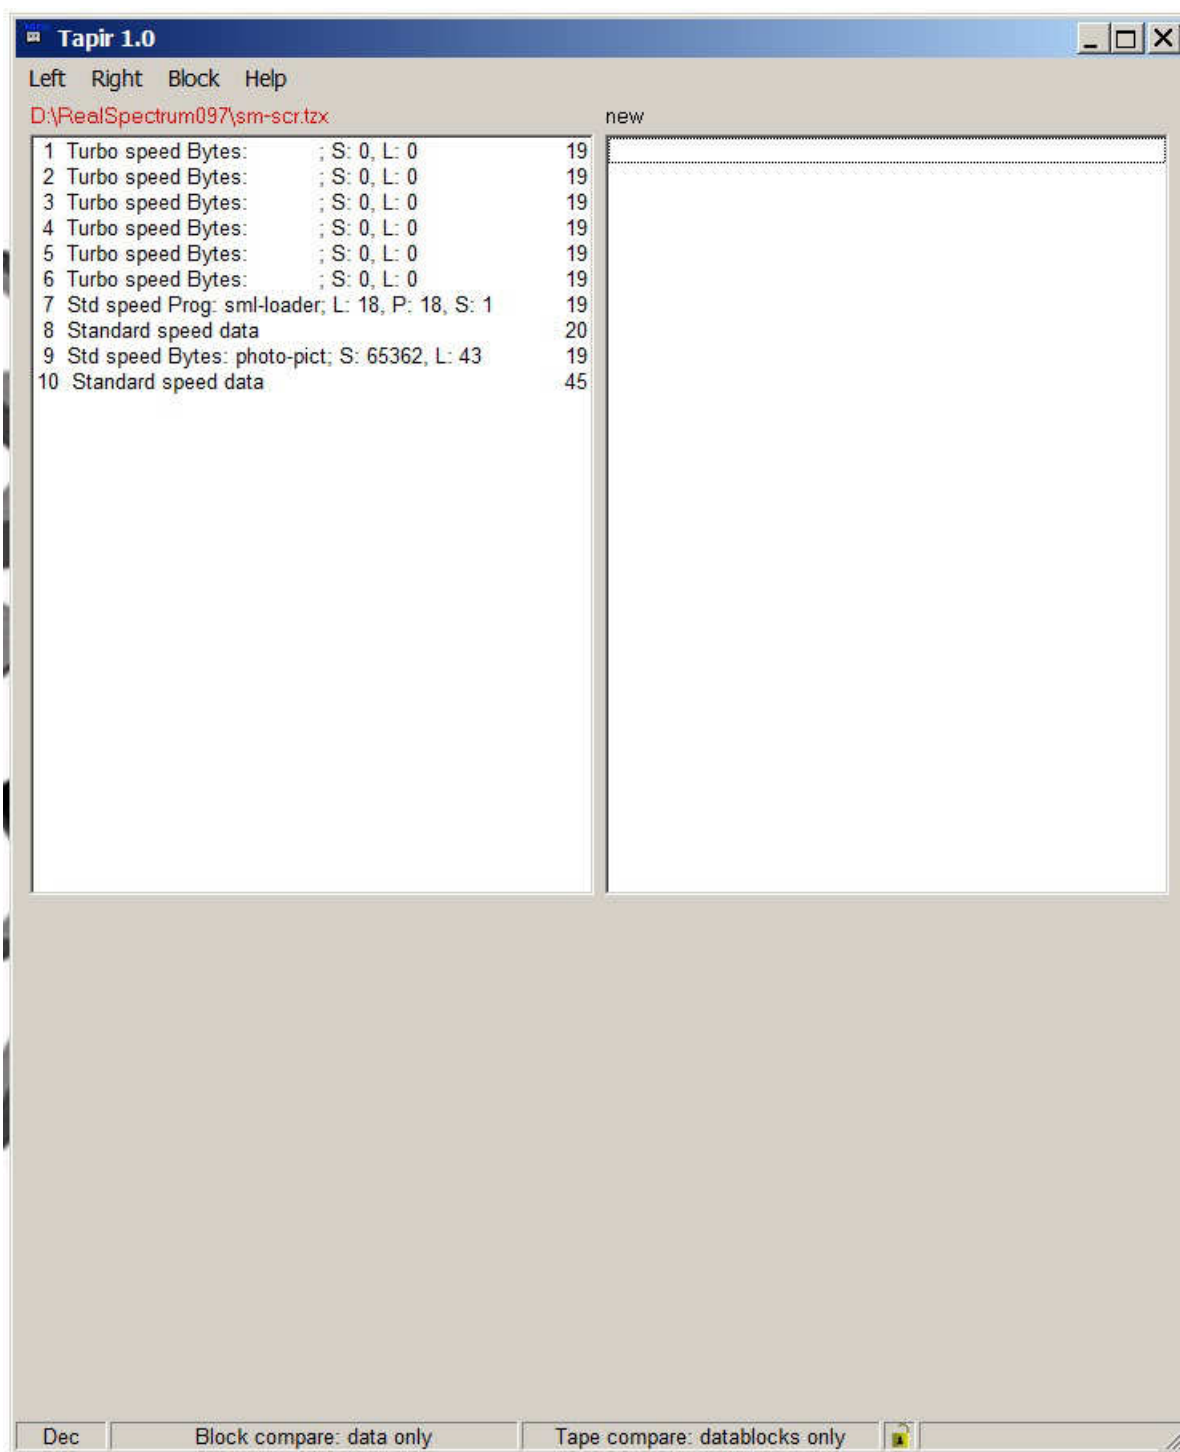 Tapir 1.0
Left Right Block Help
D:\RealSpectrum097\sm-scr.tzx new
1 Turbo speed Bytes: ; S: 0, L: 0 19
2 Turbo speed Bytes: ; S: 0, L: 0 19
3 Turbo speed Bytes: ; S: 0, L: 0 19
4 Turbo speed Bytes: ; S: 0, L: 0 19
5 Turbo speed Bytes: ; S: 0, L: 0 19
6 Turbo speed Bytes: ; S: 0, L: 0 19
7 Std speed Prog: sml-loader; L: 18, P: 18, S: 1 19
8 Standard speed data 20
9 Std speed Bytes: photo-pict; S: 65362, L: 43 19
10 Standard speed data 45
Dec Block compare: data only Tape compare: datablocks only